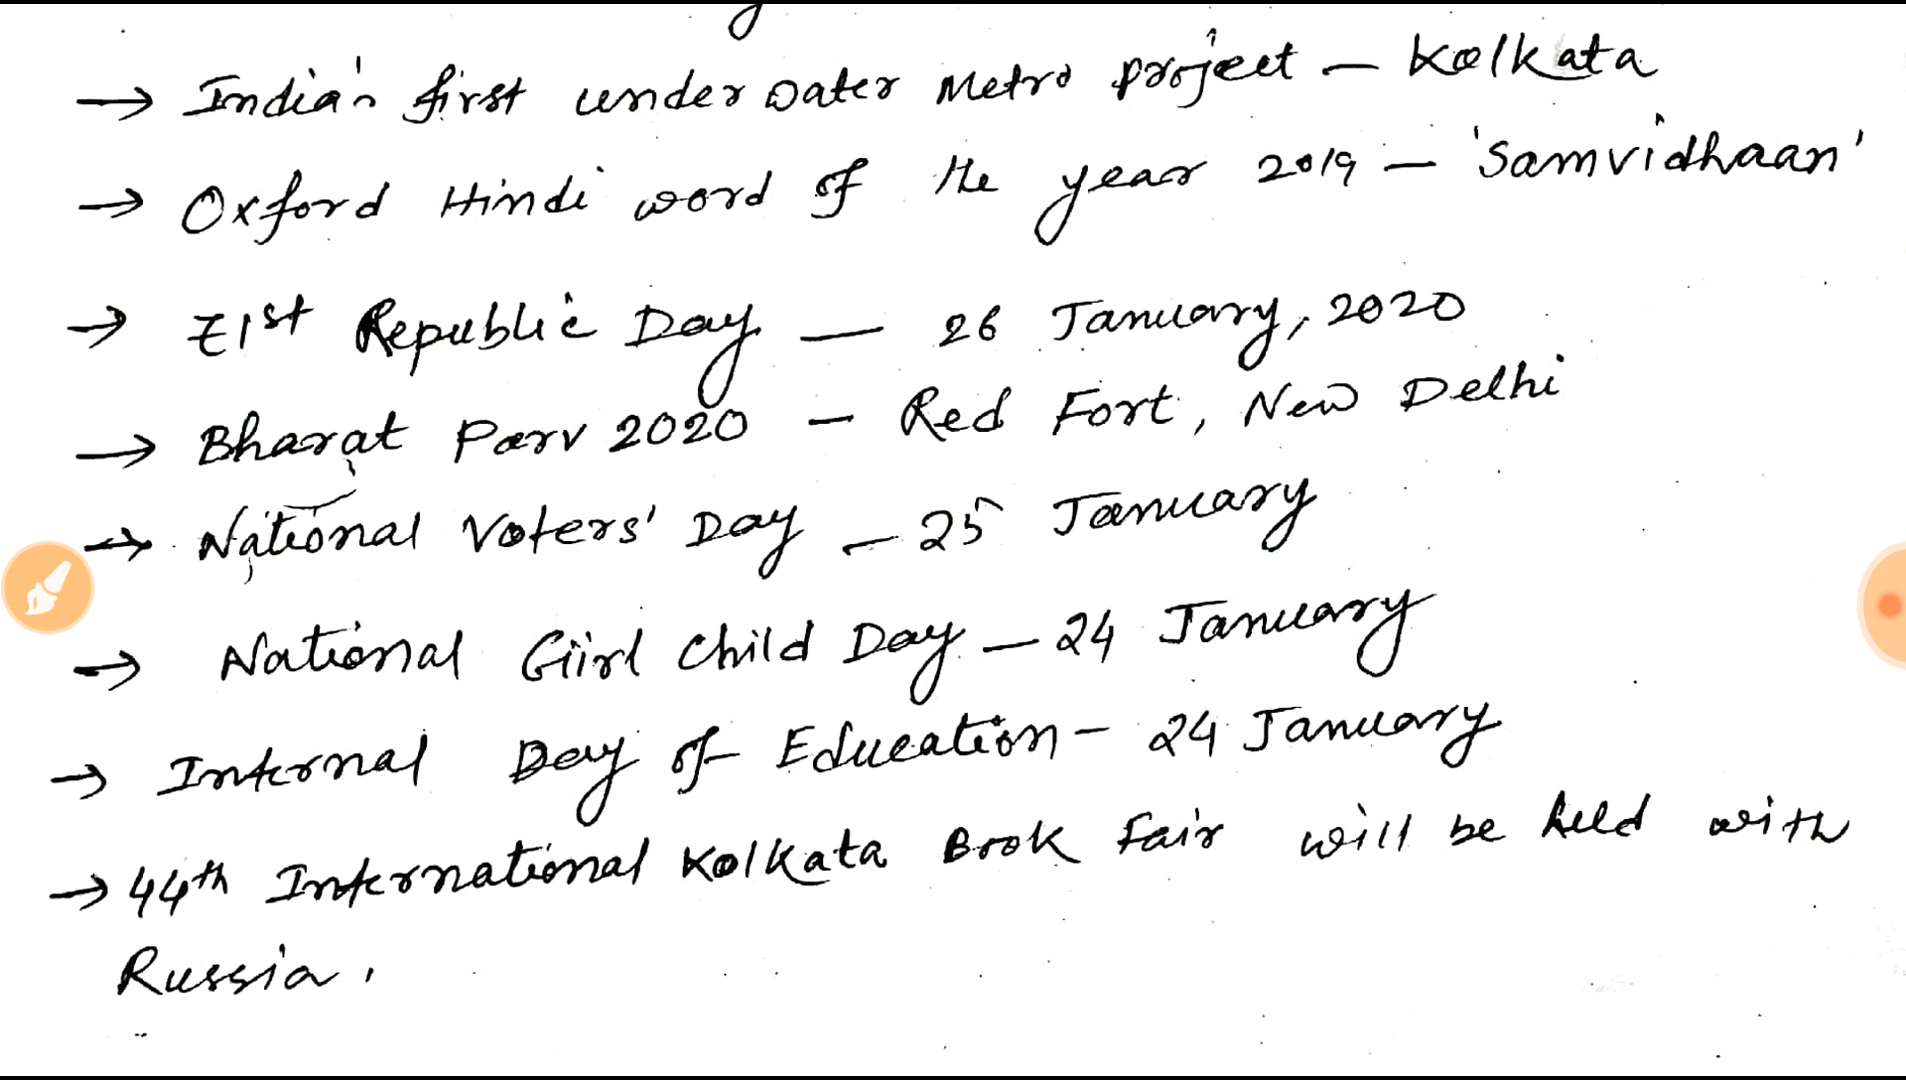 → India's first underwater Metro project – Kolkata
→ Oxford Hindi word of the year 2019 – 'Samvidhaan'
→ 71st Republic Day – 26 January, 2020
→ Bharat Parv 2020 – Red Fort, New Delhi
→ National Voters' Day – 25 January
→ National Girl Child Day – 24 January
→ Internal Day of Education – 24 January
→ 44th International Kolkata Book Fair will be held with
Russia.